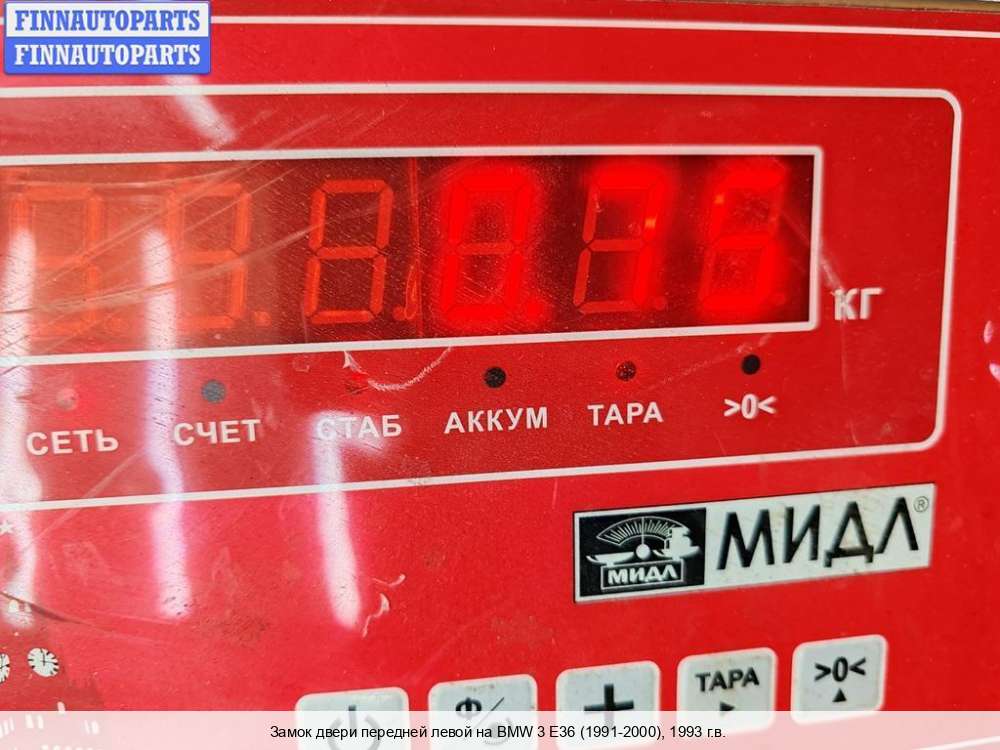 FINNAUTOPARTS
FINNAUTOPARTS
0.76
КГ
СЕТЬ СЧЕТ СТАБ АККУМ ТАРА >0<
МИДЛ МИДЛ®
Ф/ + ТАРА >0<
Замок двери передней левой на BMW 3 E36 (1991-2000), 1993 г.в.